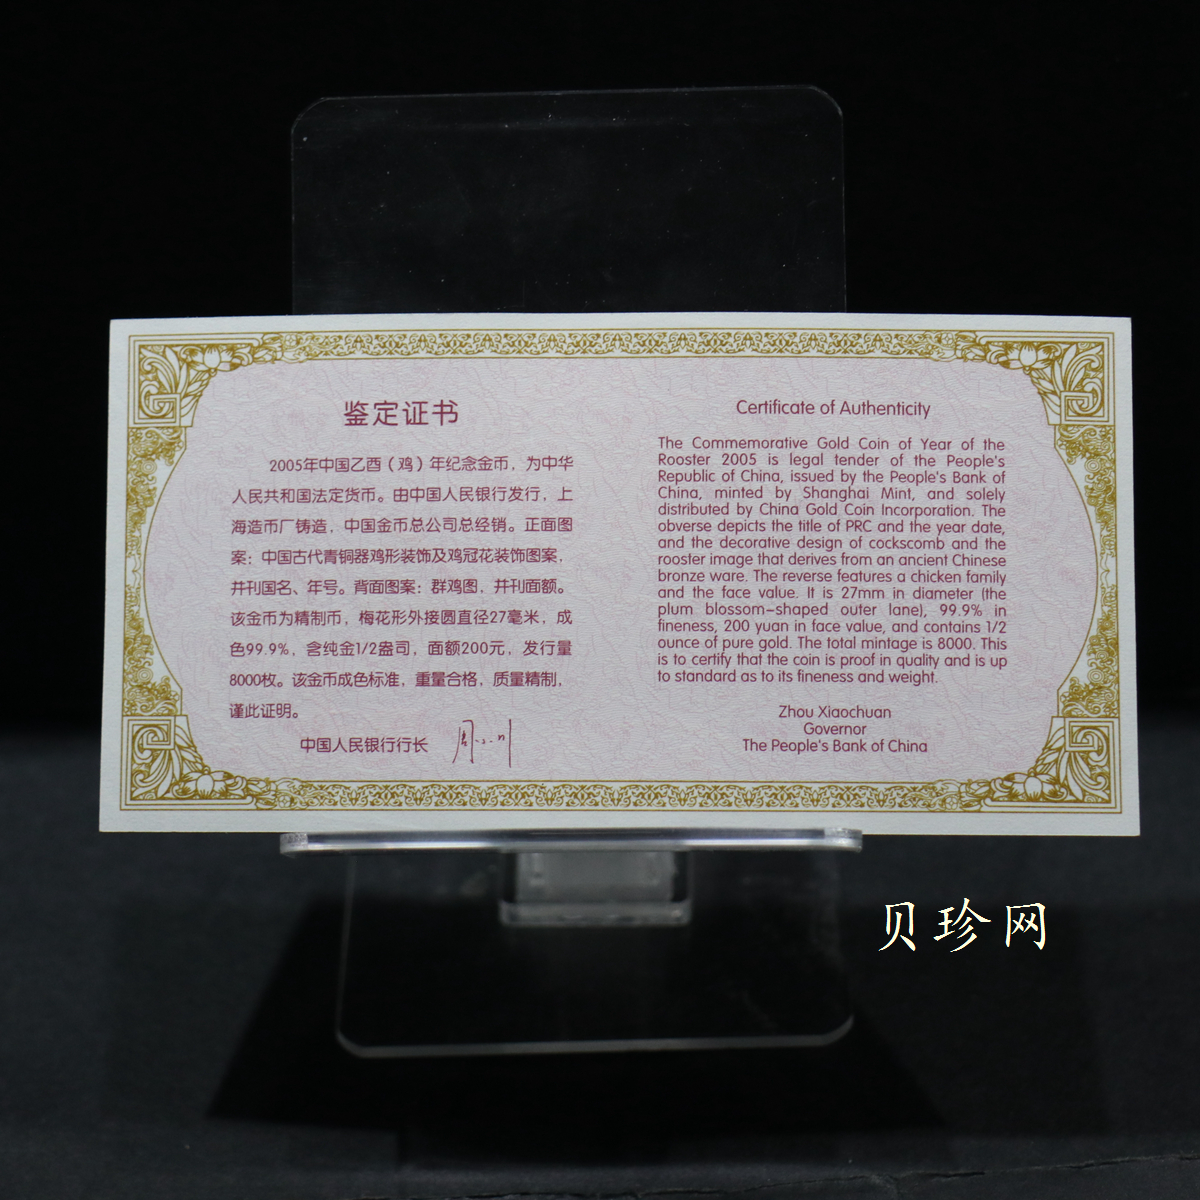 鉴定证书
2005年中国乙酉（鸡）年纪念金币，为中华
人民共和国法定货币。由中国人民银行发行，上
海造币厂铸造，中国金币总公司总经销。正面图
案：中国古代青铜器鸡形装饰及鸡冠花装饰图案，
并刊国名、年号。背面图案：群鸡图，并刊面额。
该金币为精制币，梅花形外接圆直径27毫米，成
色99.9%，含纯金1/2盎司，面额200元，发行量
8000枚。该金币成色标准，重量合格，质量精制，
谨此证明。
中国人民银行行长 周小川
Certificate of Authenticity
The Commemorative Gold Coin of Year of the
Rooster 2005 is legal tender of the People's
Republic of China, issued by the People's Bank of
China, minted by Shanghai Mint, and solely
distributed by China Gold Coin Incorporation. The
obverse depicts the title of PRC and the year date,
and the decorative design of cockscomb and the
rooster image that derives from an ancient Chinese
bronze ware. The reverse features a chicken family
and the face value. It is 27mm in diameter (the
plum blossom-shaped outer lane), 99.9% in
fineness, 200 yuan in face value, and contains 1/2
ounce of pure gold. The total mintage is 8000. This
is to certify that the coin is proof in quality and is up
to standard as to its fineness and weight.
Zhou Xiaochuan
Governor
The People's Bank of China
贝珍网